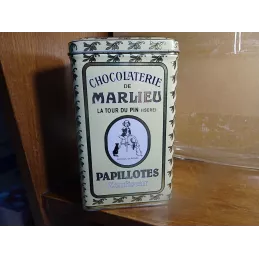 CHOCOLATERIE
DE
MARLIEU
LA TOUR DU PIN (ISÈRE)
PAPILLOTES